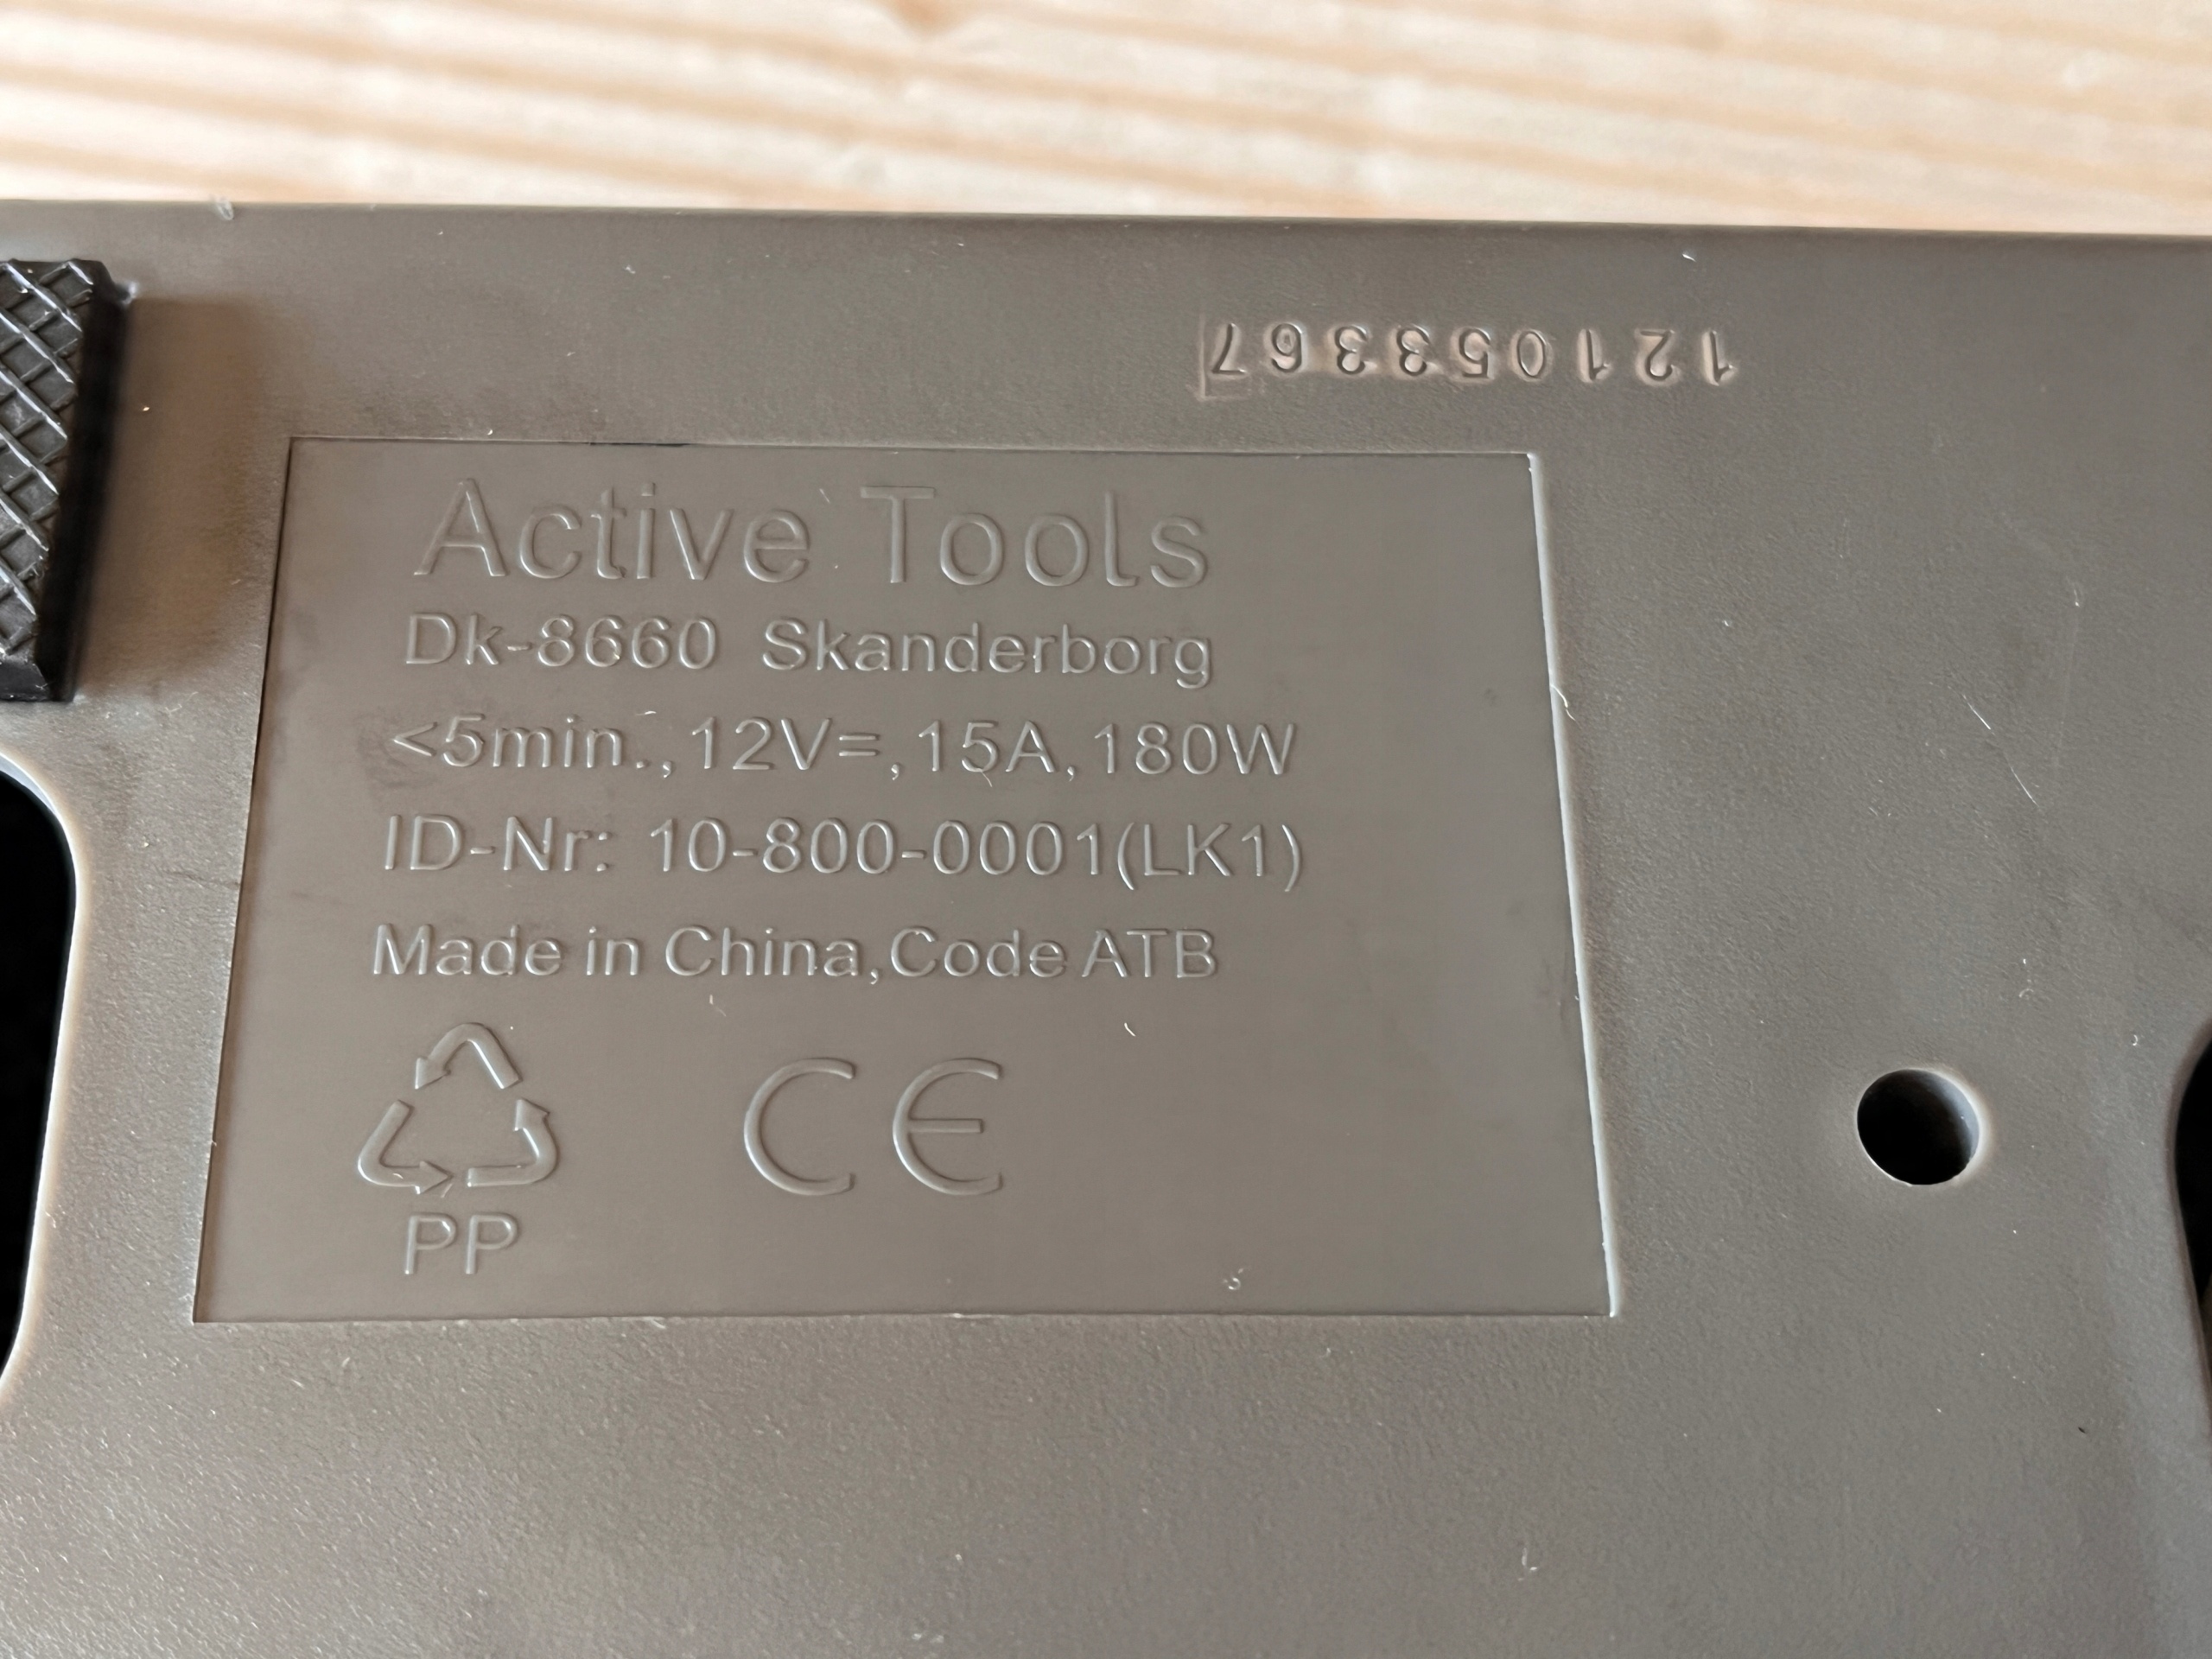 121053367
Active Tools
Dk-8660 Skanderborg
<5min.,12V=,15A,180W
ID-Nr: 10-800-0001(LK1)
Made in China,Code ATB
CE
PP